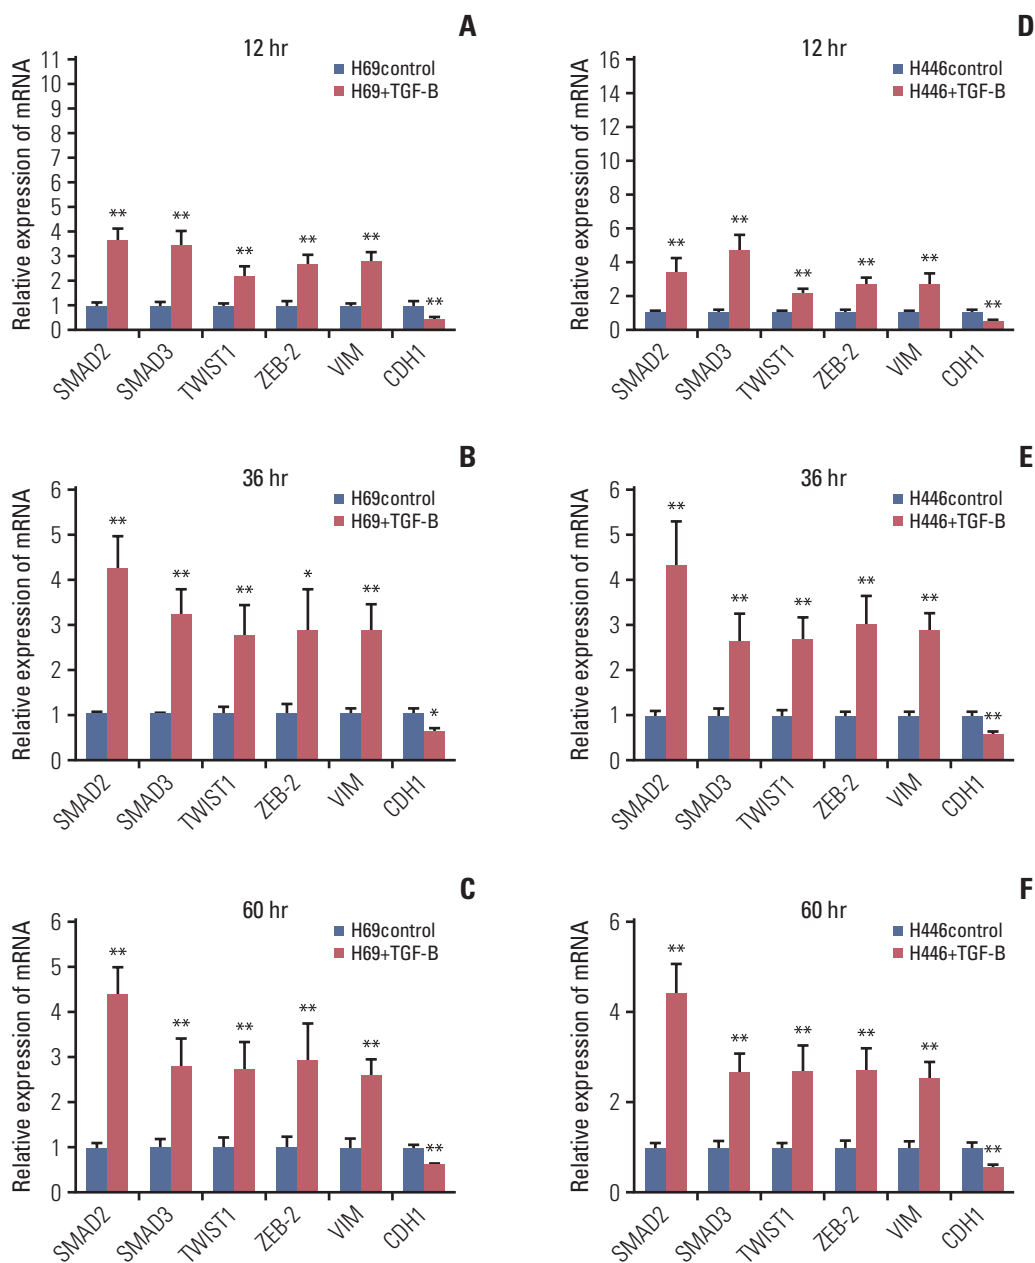 A
12 hr
H69control
H69+TGF-B
Relative expression of mRNA
11
10
9
8
7
6
5
4
3
2
1
0
** ** ** ** ** **
SMAD2 SMAD3 TWIST1 ZEB-2 VIM CDH1
D
12 hr
H446control
H446+TGF-B
Relative expression of mRNA
16
14
12
10
8
6
4
2
0
** ** ** ** ** **
SMAD2 SMAD3 TWIST1 ZEB-2 VIM CDH1
B
36 hr
H69control
H69+TGF-B
Relative expression of mRNA
6
5
4
3
2
1
0
** ** ** * ** *
SMAD2 SMAD3 TWIST1 ZEB-2 VIM CDH1
E
36 hr
H446control
H446+TGF-B
Relative expression of mRNA
6
5
4
3
2
1
0
** ** ** ** ** **
SMAD2 SMAD3 TWIST1 ZEB-2 VIM CDH1
C
60 hr
H69control
H69+TGF-B
Relative expression of mRNA
6
5
4
3
2
1
0
** ** ** ** ** **
SMAD2 SMAD3 TWIST1 ZEB-2 VIM CDH1
F
60 hr
H446control
H446+TGF-B
Relative expression of mRNA
6
4
2
0
** ** ** ** ** **
SMAD2 SMAD3 TWIST1 ZEB-2 VIM CDH1